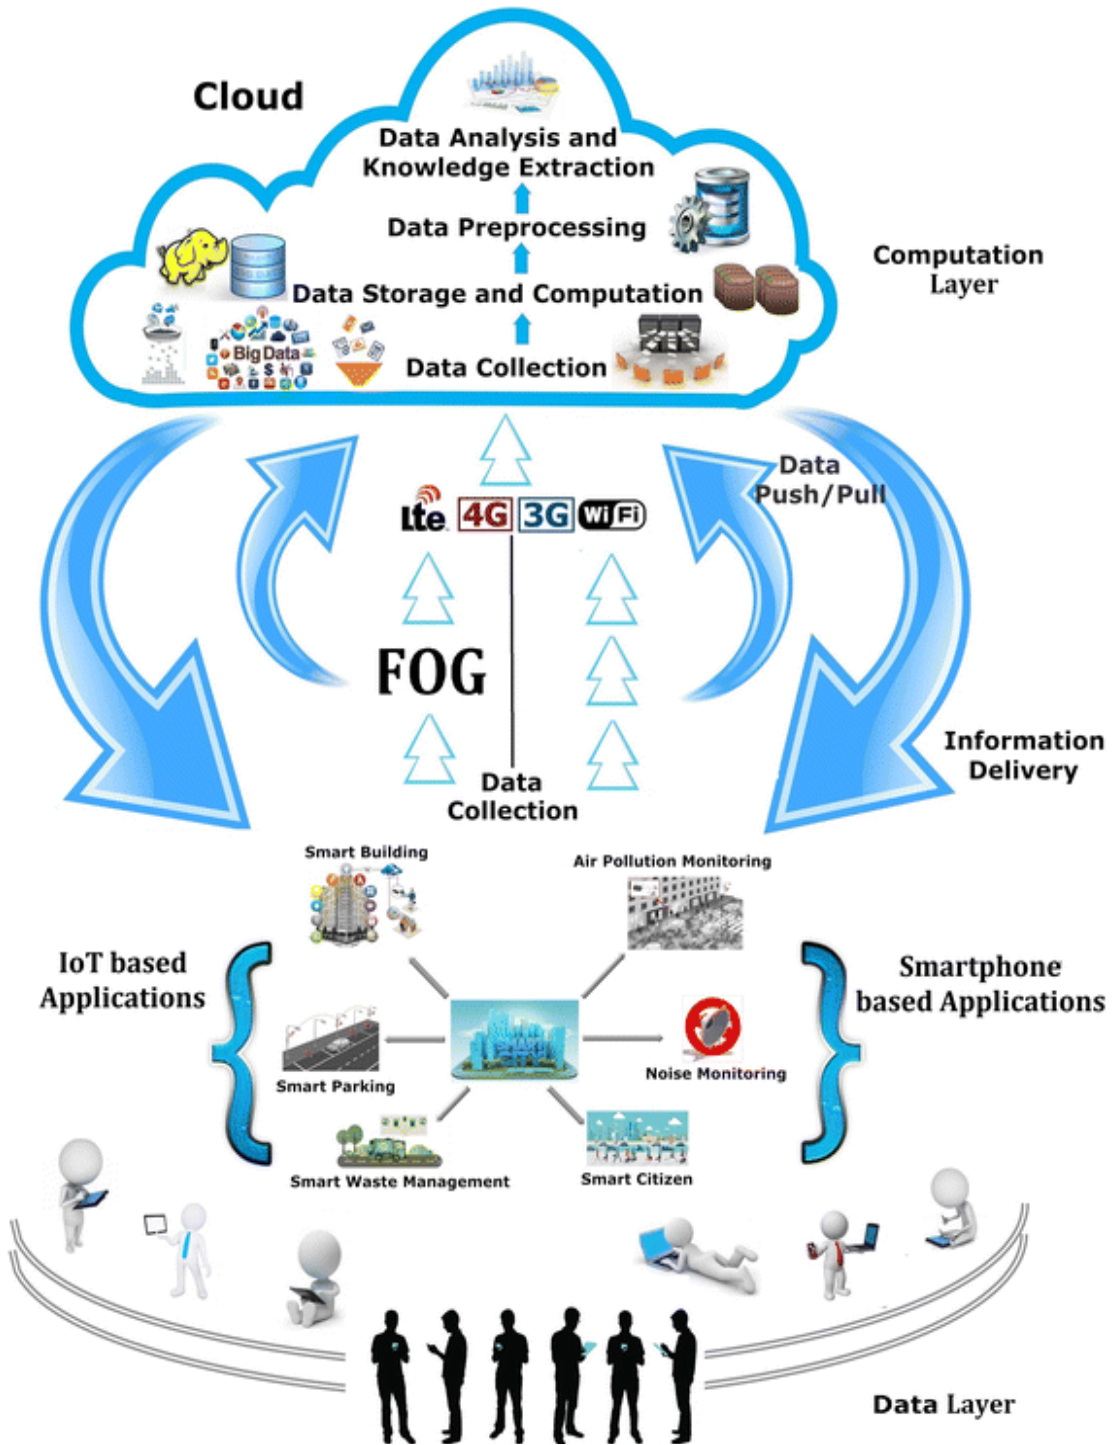 Cloud
Data Analysis and
Knowledge Extraction
Data Preprocessing
Computation
Layer
Data Storage and Computation
Big Data
Data Collection
Data
Push/Pull
Lte 4G 3G Wi Fi
FOG
Information
Delivery
Data
Collection
Smart Building
Air Pollution Monitoring
IoT based
Applications
Smartphone
based Applications
Smart Parking
Noise Monitoring
Smart Waste Management
Smart Citizen
Data Layer